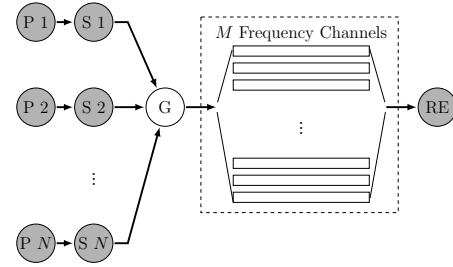 P 1 S 1
M Frequency Channels
P 2 S 2 G RE
P N S N